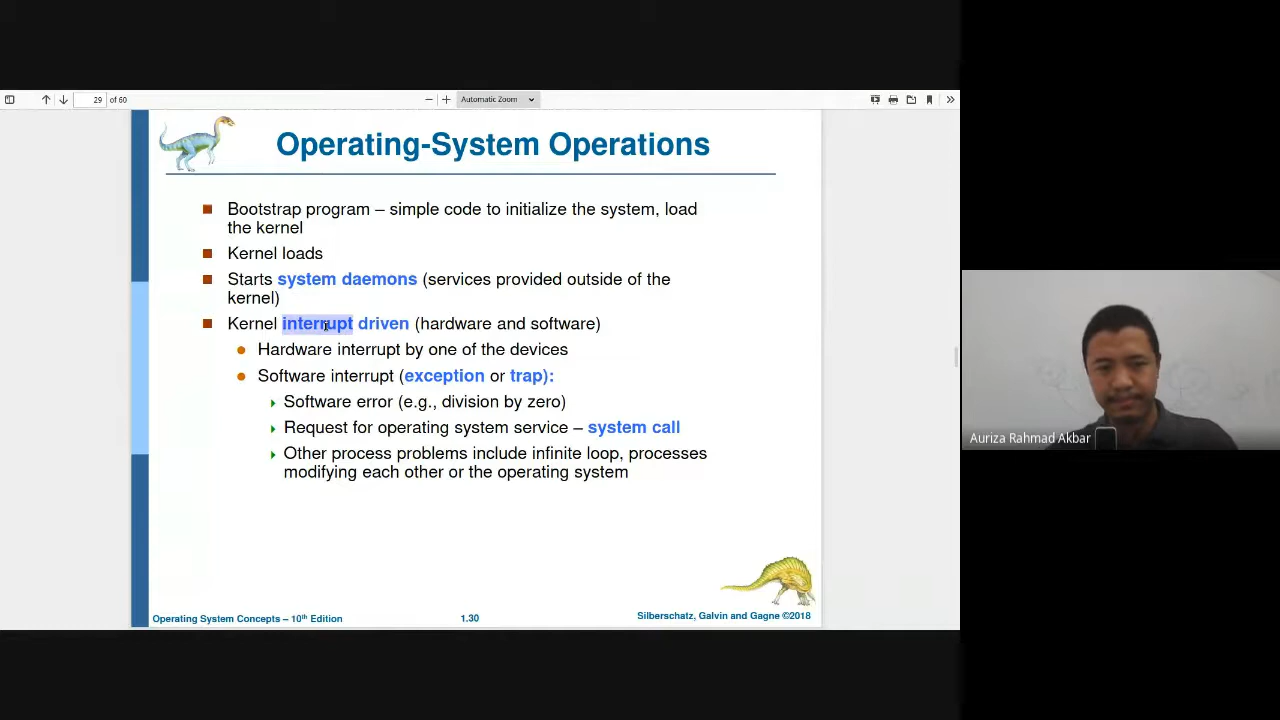 29 of 60
Automatic Zoom
Operating-System Operations
Bootstrap program – simple code to initialize the system, load
the kernel
Kernel loads
Starts system daemons (services provided outside of the
kernel)
Kernel interrupt driven (hardware and software)
Hardware interrupt by one of the devices
Software interrupt (exception or trap):
Software error (e.g., division by zero)
Request for operating system service – system call
Other process problems include infinite loop, processes
modifying each other or the operating system
Operating System Concepts – 10th Edition
1.30
Silberschatz, Galvin and Gagne ©2018
Auriza Rahmad Akbar